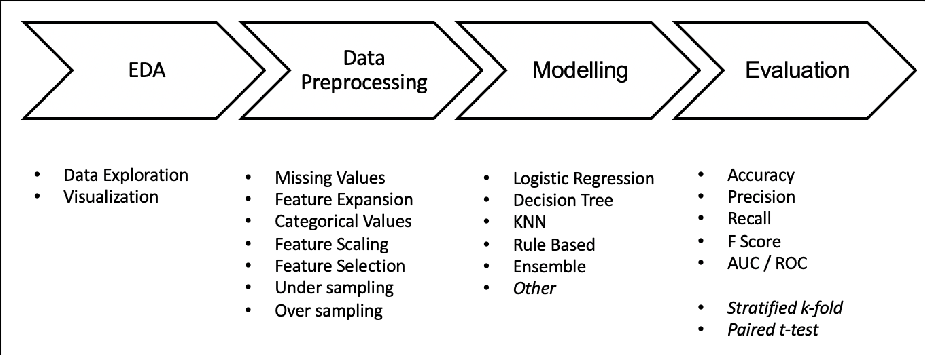 EDA
Data
Preprocessing
Modelling
Evaluation
• Data Exploration
• Visualization
• Missing Values
• Feature Expansion
• Categorical Values
• Feature Scaling
• Feature Selection
• Under sampling
• Over sampling
• Logistic Regression
• Decision Tree
• KNN
• Rule Based
• Ensemble
• Other
• Accuracy
• Precision
• Recall
• F Score
• AUC / ROC
• Stratified k-fold
• Paired t-test